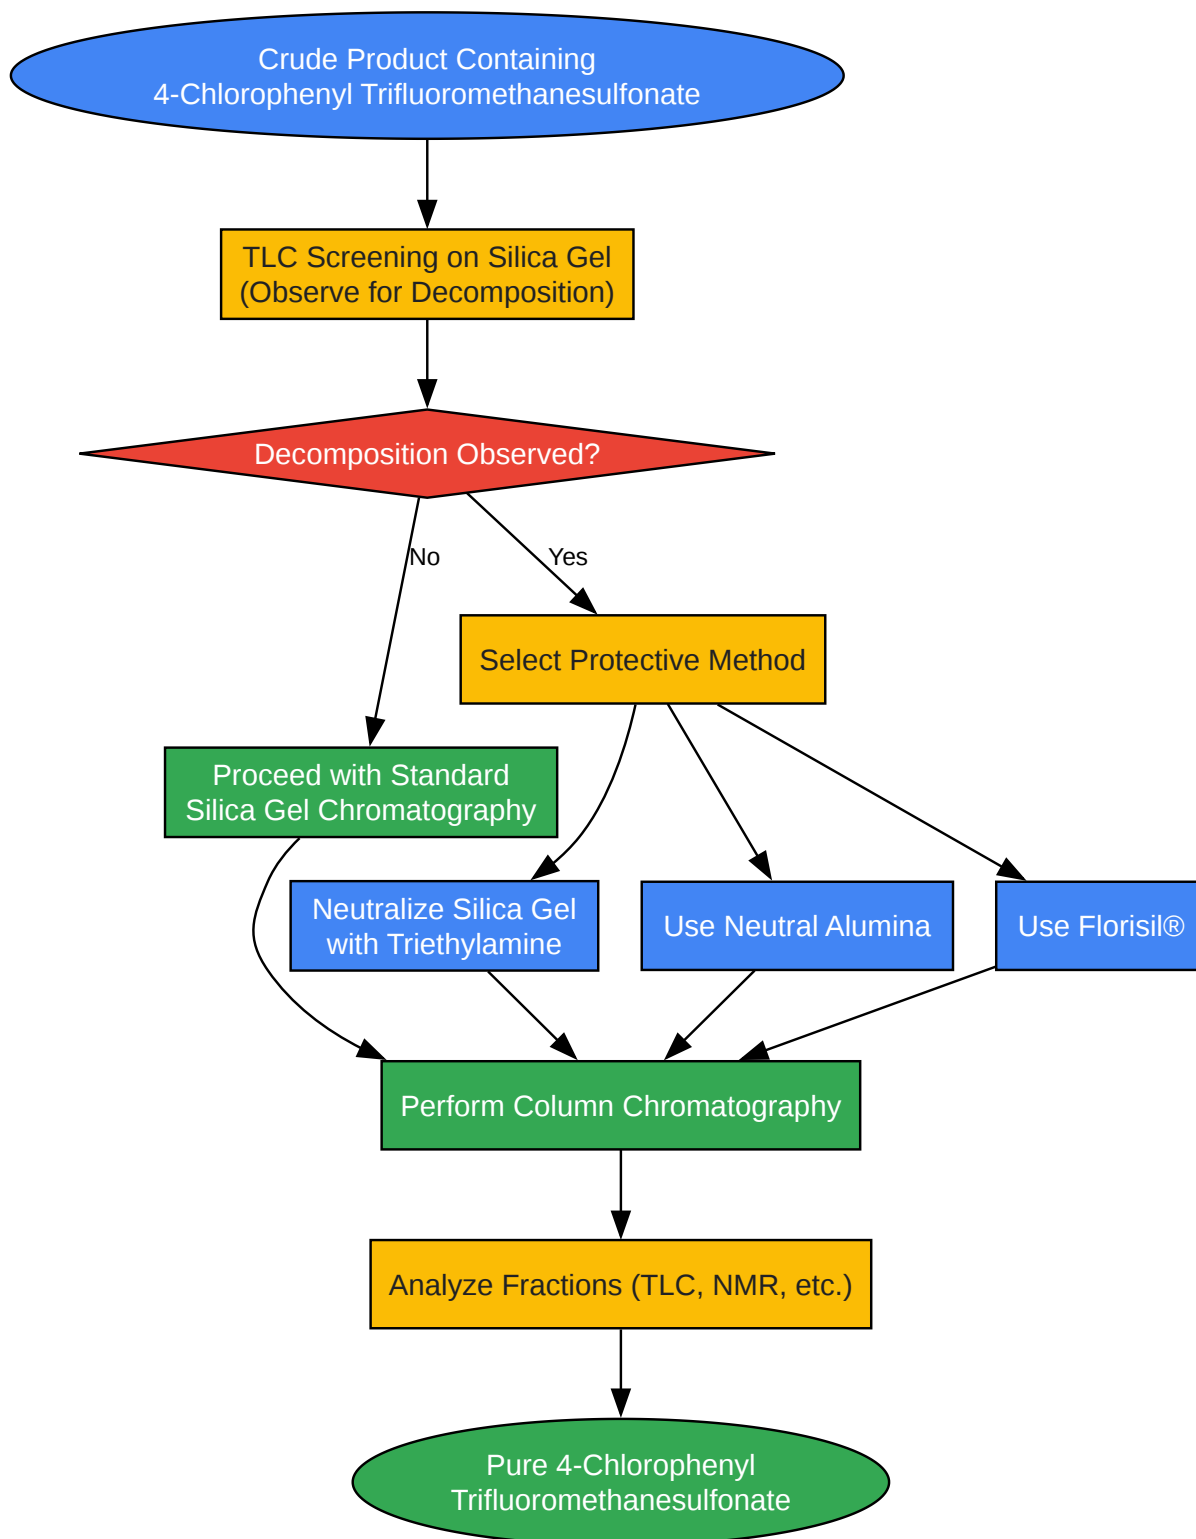 Crude Product Containing
4-Chlorophenyl Trifluoromethanesulfonate
TLC Screening on Silica Gel
(Observe for Decomposition)
Decomposition Observed?
No
Yes
Select Protective Method
Proceed with Standard
Silica Gel Chromatography
Neutralize Silica Gel
with Triethylamine
Use Neutral Alumina
Use Florisil®
Perform Column Chromatography
Analyze Fractions (TLC, NMR, etc.)
Pure 4-Chlorophenyl
Trifluoromethanesulfonate